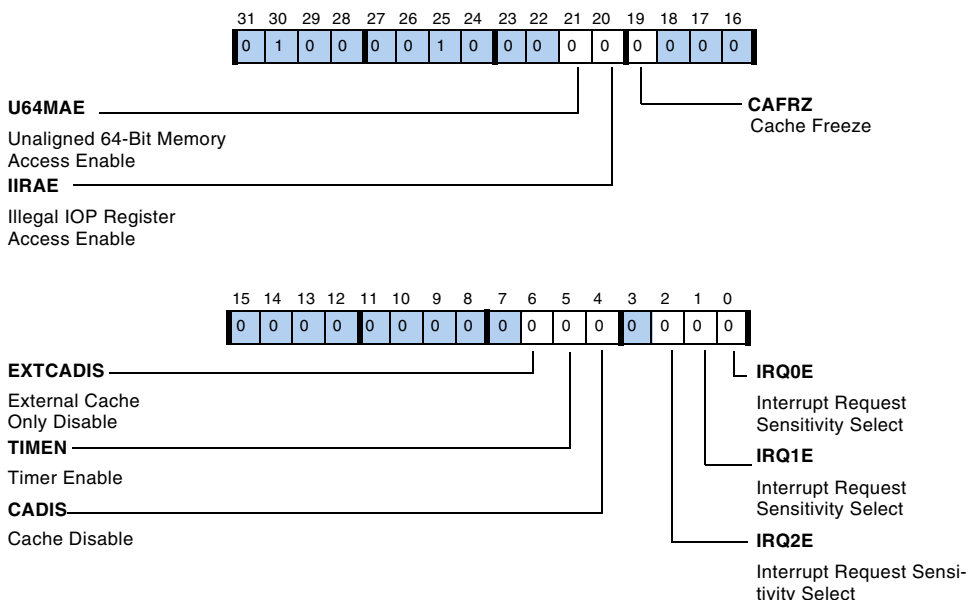 31 30 29 28 27 26 25 24 23 22 21 20 19 18 17 16
0 1 0 0 0 0 1 0 0 0 0 0 0 0 0 0
U64MAE
Unaligned 64-Bit Memory
Access Enable
IIRAE
Illegal IOP Register
Access Enable
CAFRZ
Cache Freeze
15 14 13 12 11 10 9 8 7 6 5 4 3 2 1 0
0 0 0 0 0 0 0 0 0 0 0 0 0 0 0 0
EXTCADIS
External Cache
Only Disable
TIMEN
Timer Enable
CADIS
Cache Disable
IRQ0E
Interrupt Request
Sensitivity Select
IRQ1E
Interrupt Request
Sensitivity Select
IRQ2E
Interrupt Request Sensi-
tivity Select